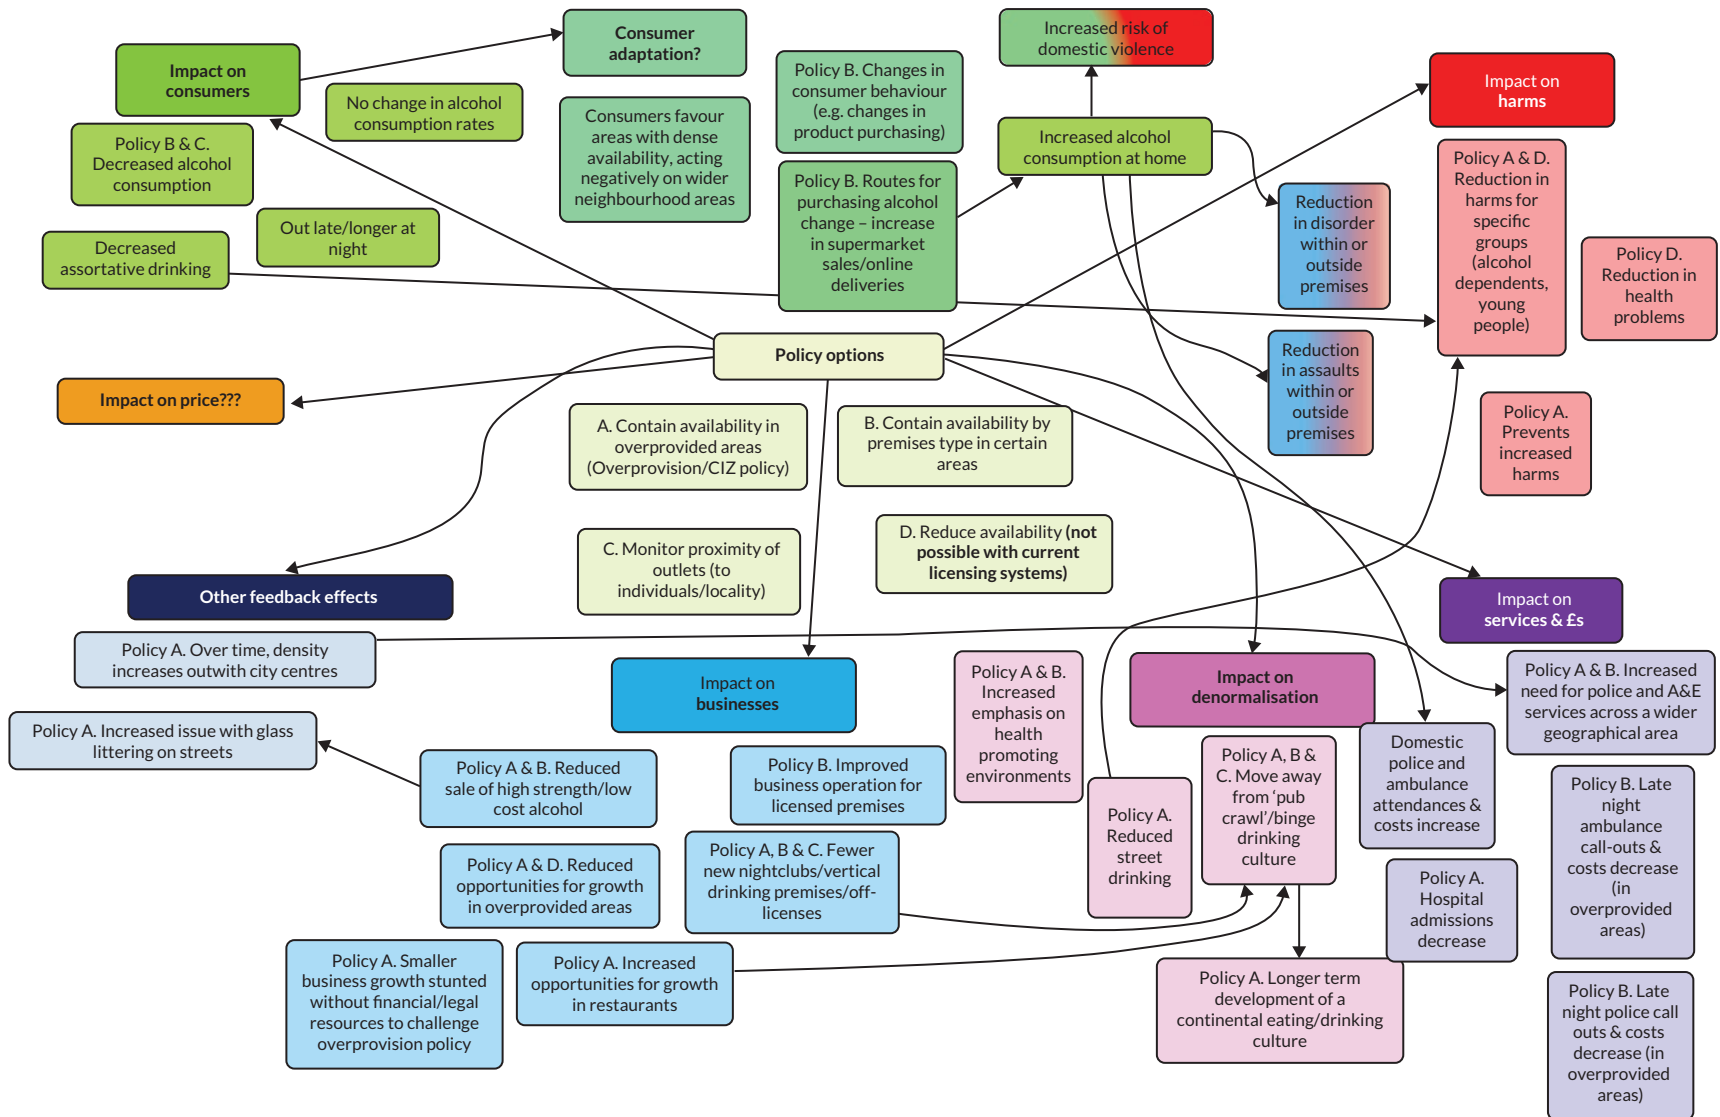 Impact on
consumers
Consumer
adaptation?
Increased risk of
domestic violence
Impact on
harms
No change in alcohol
consumption rates
Policy B & C.
Decreased alcohol
consumption
Out late/longer at
night
Decreased
assortative drinking
Consumers favour
areas with dense
availability, acting
negatively on wider
neighbourhood areas
Policy B. Changes in
consumer behaviour
(e.g. changes in
product purchasing)
Policy B. Routes for
purchasing alcohol
change – increase
in supermarket
sales/online
deliveries
Increased alcohol
consumption at home
Reduction
in disorder
within or
outside
premises
Reduction
in assaults
within or
outside
premises
Policy A & D.
Reduction in
harms for
specific
groups
(alcohol
dependents,
young
people)
Policy D.
Reduction in
health
problems
Policy A.
Prevents
increased
harms
Policy options
Impact on price???
A. Contain availability in
overprovided areas
(Overprovision/CIZ policy)
B. Contain availability by
premises type in certain
areas
C. Monitor proximity of
outlets (to
individuals/locality)
D. Reduce availability (not
possible with current
licensing systems)
Other feedback effects
Policy A. Over time, density
increases outwith city centres
Policy A. Increased issue with glass
littering on streets
Impact on
businesses
Policy A & B. Reduced
sale of high strength/low
cost alcohol
Policy B. Improved
business operation for
licensed premises
Policy A & D. Reduced
opportunities for growth
in overprovided areas
Policy A, B & C. Fewer
new nightclubs/vertical
drinking premises/off-
licenses
Policy A. Smaller
business growth stunted
without financial/legal
resources to challenge
overprovision policy
Policy A. Increased
opportunities for growth
in restaurants
Policy A & B.
Increased
emphasis on
health
promoting
environments
Impact on
denormalisation
Policy A.
Reduced
street
drinking
Policy A, B &
C. Move away
from ‘pub
crawl’/binge
drinking
culture
Policy A. Longer term
development of a
continental eating/drinking
culture
Impact on
services & £s
Policy A & B. Increased
need for police and A&E
services across a wider
geographical area
Domestic
police and
ambulance
attendances &
costs increase
Policy A.
Hospital
admissions
decrease
Policy B. Late
night
ambulance
call-outs &
costs decrease
(in
overprovided
areas)
Policy B. Late
night police call
outs & costs
decrease (in
overprovided
areas)